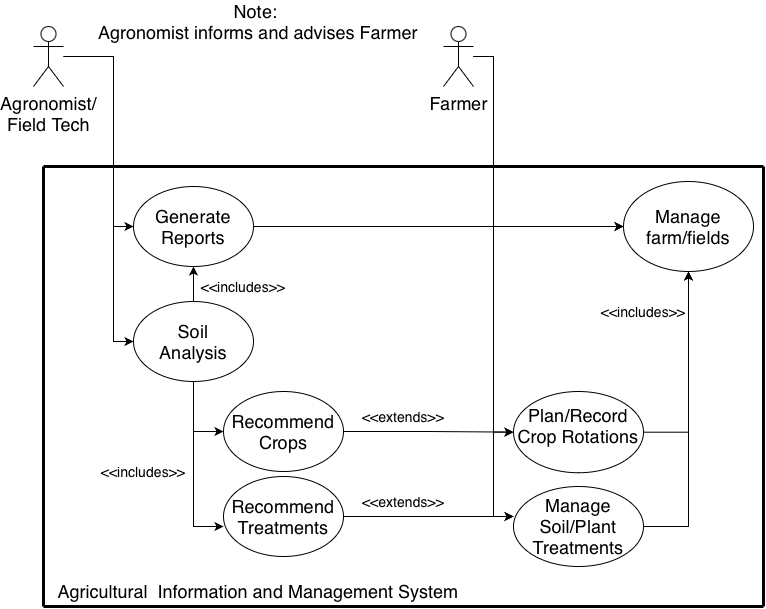 Note:
Agronomist informs and advises Farmer
Agronomist/
Field Tech
Farmer
Generate
Reports
Manage
farm/fields
<<includes>>
<<includes>>
Soil
Analysis
Recommend
Crops
<<extends>>
Plan/Record
Crop Rotations
<<includes>>
Recommend
Treatments
<<extends>>
Manage
Soil/Plant
Treatments
Agricultural  Information and Management System